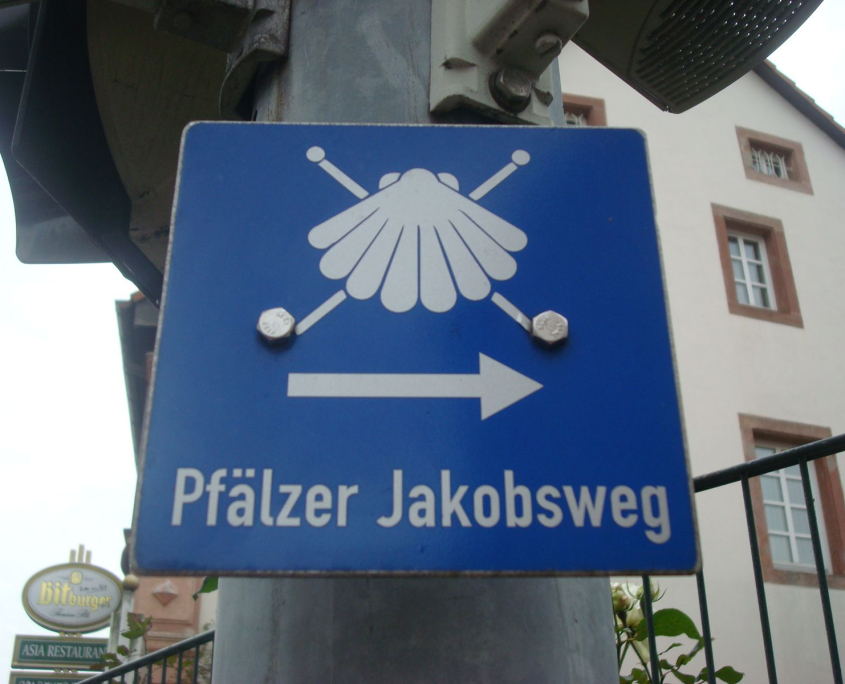 Pfälzer Jakobsweg
Bitburger
ASIA RESTAURANT